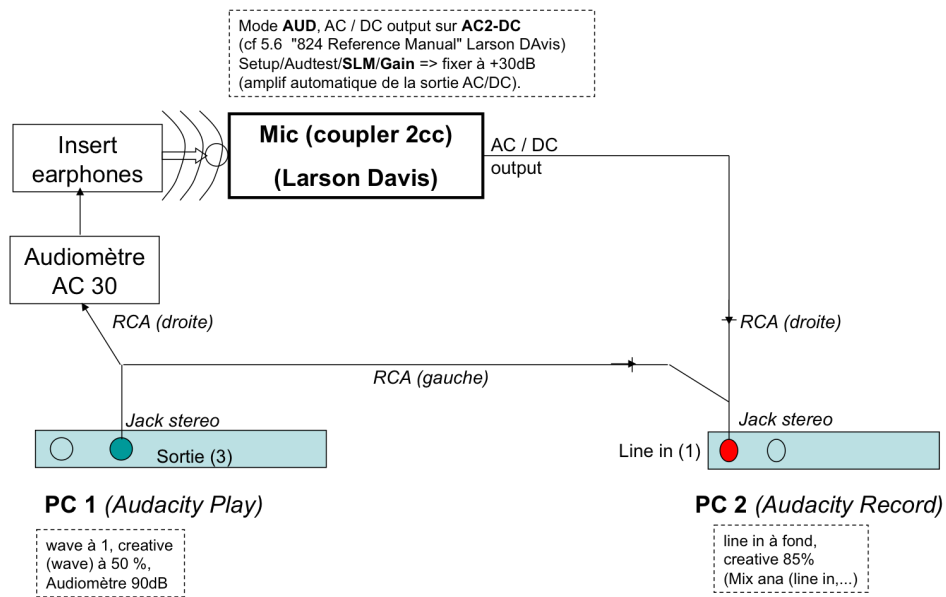 Mode AUD, AC / DC output sur AC2-DC
(cf 5.6 "824 Reference Manual" Larson DAvis)
Setup/Audtest/SLM/Gain => fixer à +30dB
(amplif automatique de la sortie AC/DC).
Insert
earphones
Mic (coupler 2cc)
(Larson Davis)
AC / DC
output
Audiomètre
AC 30
RCA (droite)
RCA (droite)
RCA (gauche)
Jack stereo
Jack stereo
Sortie (3)
Line in (1)
PC 1 (Audacity Play)
PC 2 (Audacity Record)
wave à 1, creative
(wave) à 50 %,
Audiomètre 90dB
line in à fond,
creative 85%
(Mix ana (line in,...)